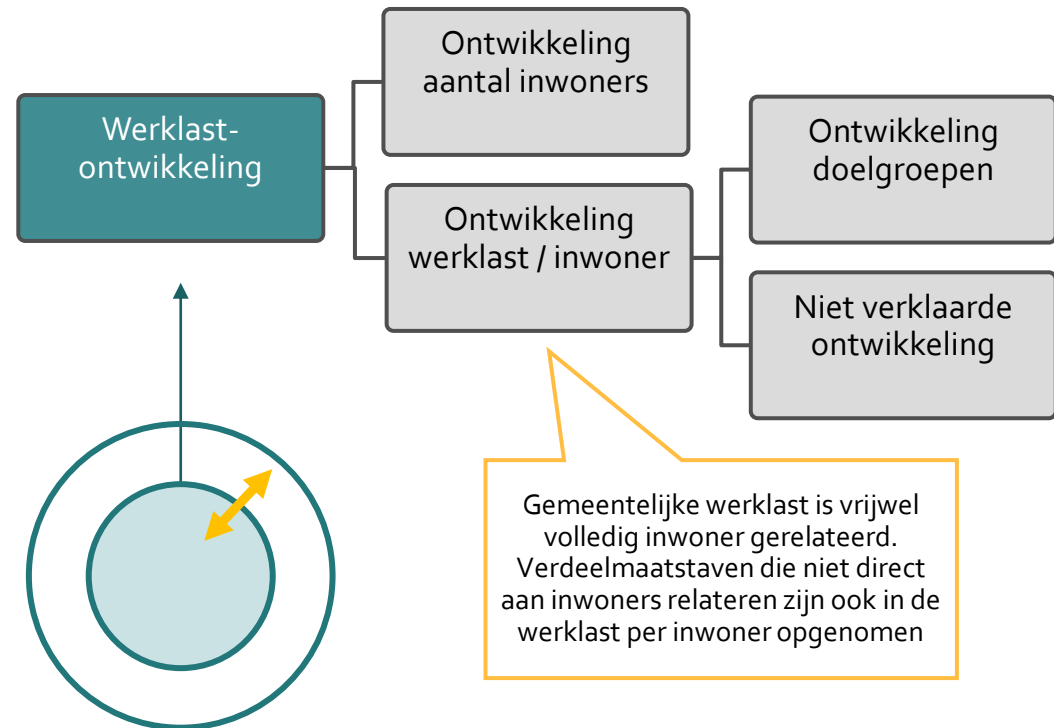 Ontwikkeling
aantal inwoners
Werklast-
ontwikkeling
Ontwikkeling
doelgroepen
Ontwikkeling
werklast / inwoner
Niet verklaarde
ontwikkeling
Gemeentelijke werklast is vrijwel
volledig inwoner gerelateerd.
Verdeelmaatstaven die niet direct
aan inwoners relateren zijn ook in de
werklast per inwoner opgenomen